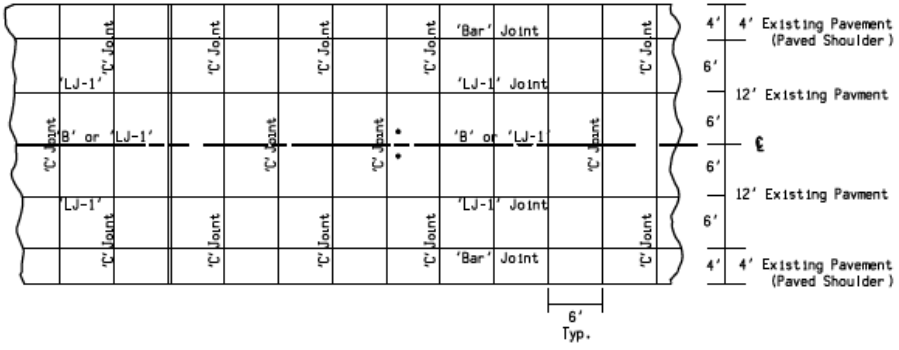 'Bar' Joint
4' 4' Existing Pavement
(Paved Shoulder)
'C' Joint
'C' Joint
'C' Joint
'C' Joint
'C' Joint
6'
'LJ-1'
'LJ-1' Joint
12' Existing Pavment
6'
'C' Joint
'B' or 'LJ-1'
'C' Joint
'C' Joint
'B' or 'LJ-1'
'C' Joint
℄
6'
12' Existing Pavment
'LJ-1'
'LJ-1' Joint
6'
'C' Joint
'C' Joint
'C' Joint
'C' Joint
'C' Joint
'Bar' Joint
4' 4' Existing Pavement
(Paved Shoulder)
6'
Typ.